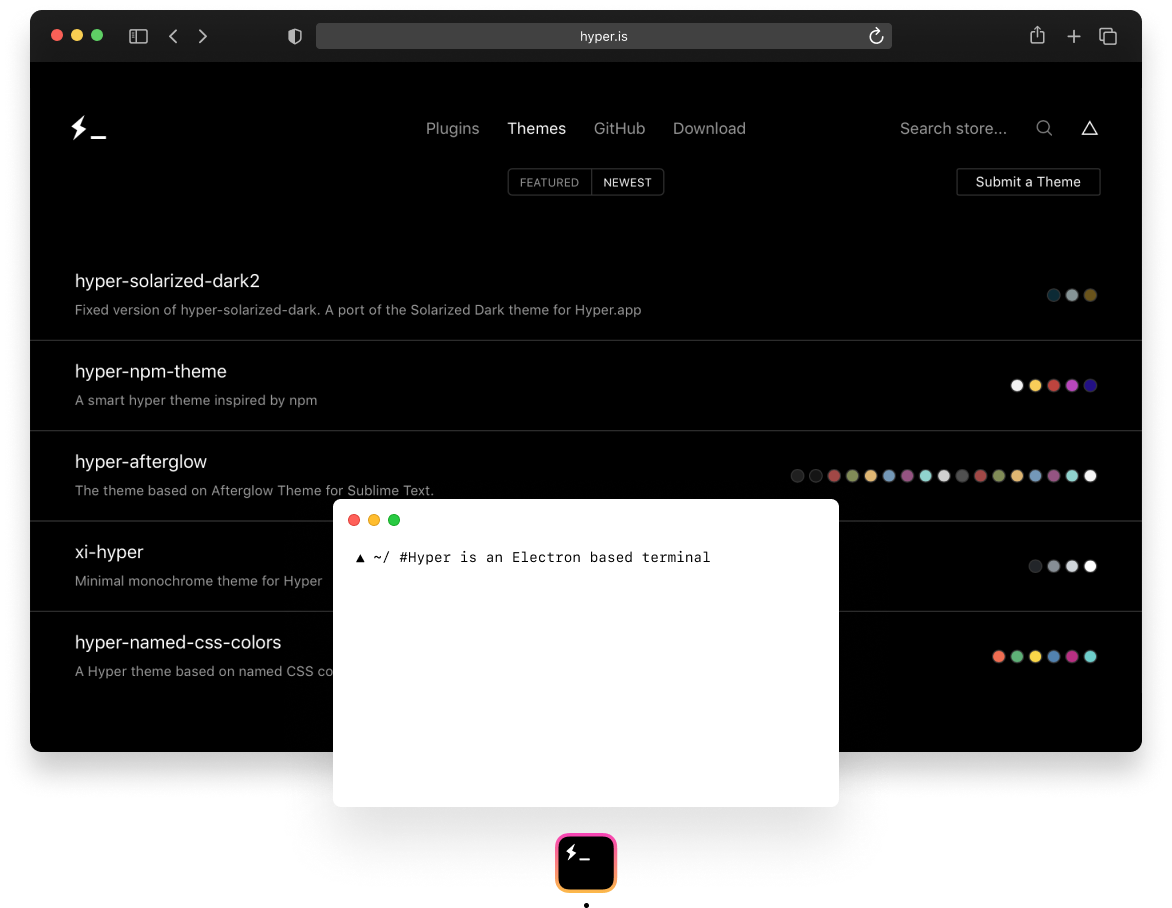 hyper.is
Plugins Themes GitHub Download Search store...
FEATURED NEWEST Submit a Theme
hyper-solarized-dark2
Fixed version of hyper-solarized-dark. A port of the Solarized Dark theme for Hyper.app
hyper-npm-theme
A smart hyper theme inspired by npm
hyper-afterglow
The theme based on Afterglow Theme for Sublime Text.
xi-hyper
Minimal monochrome theme for Hyper
hyper-named-css-colors
A Hyper theme based on named CSS co
▲ ~/ #Hyper is an Electron based terminal